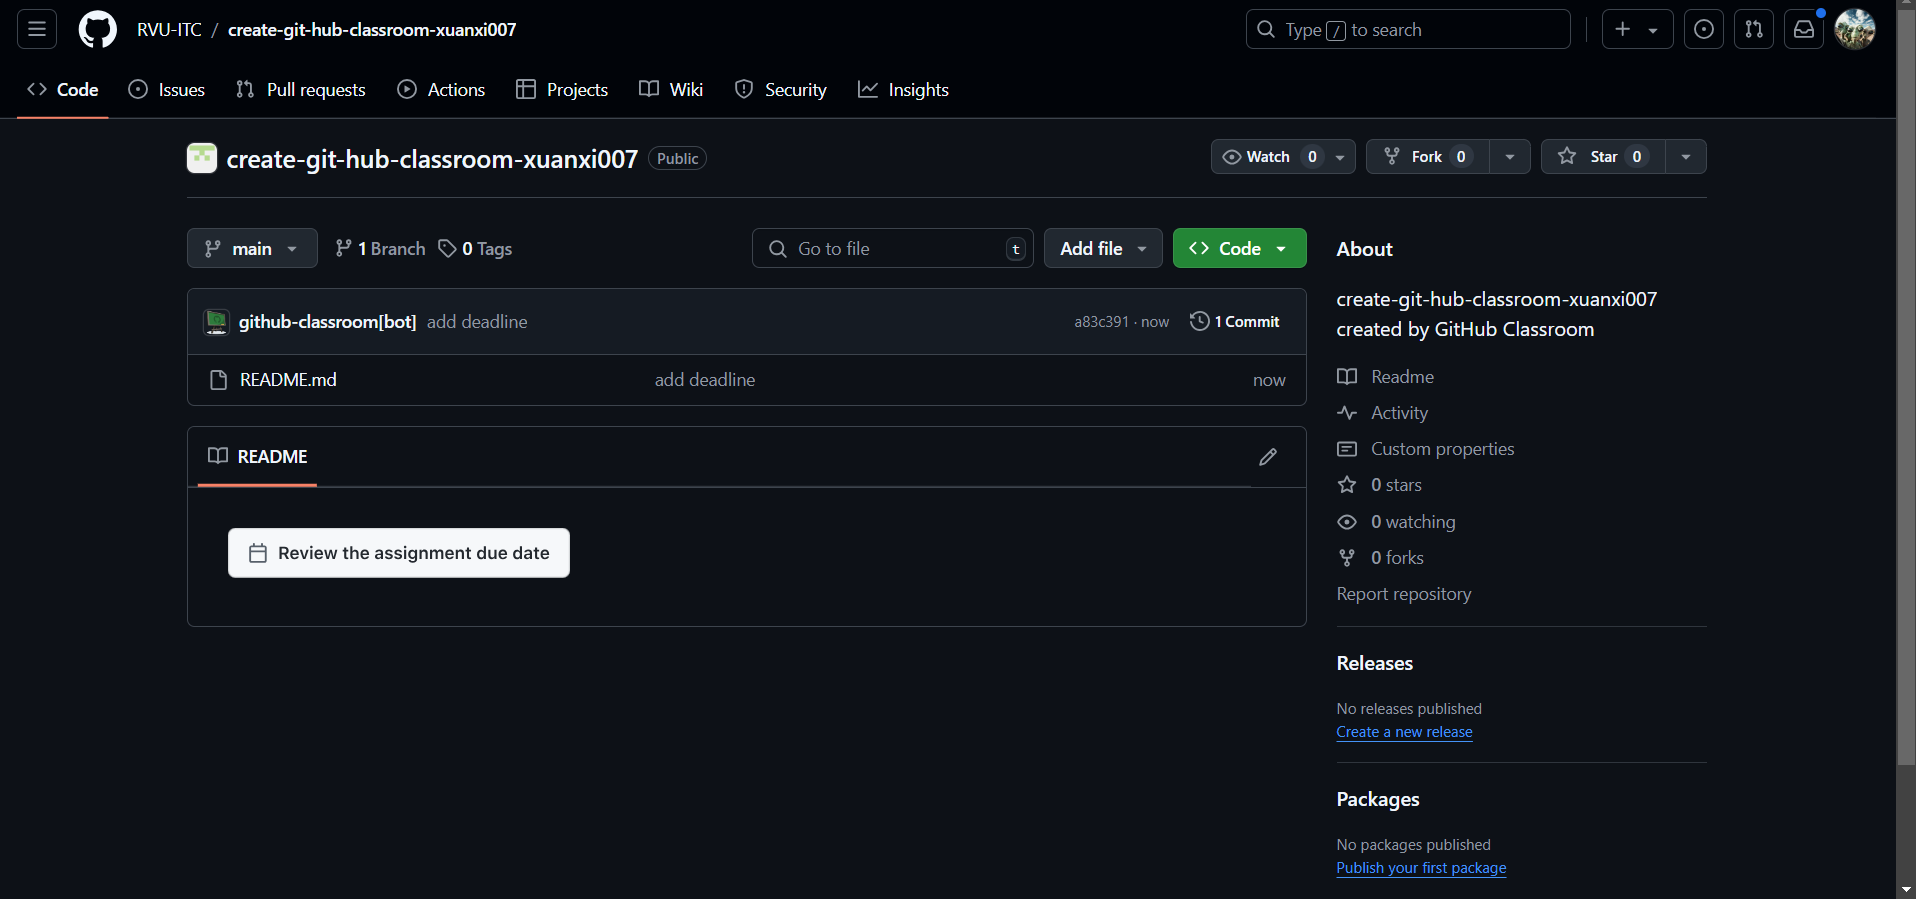 RVU-ITC / create-git-hub-classroom-xuanxi007
Type / to search
Code Issues Pull requests Actions Projects Wiki Security Insights
create-git-hub-classroom-xuanxi007 Public
Watch 0 Fork 0 Star 0
main 1 Branch 0 Tags Go to file t Add file Code
github-classroom[bot] add deadline a83c391 · now 1 Commit
README.md add deadline now
README
Review the assignment due date
About
create-git-hub-classroom-xuanxi007
created by GitHub Classroom
Readme
Activity
Custom properties
0 stars
0 watching
0 forks
Report repository
Releases
No releases published
Create a new release
Packages
No packages published
Publish your first package